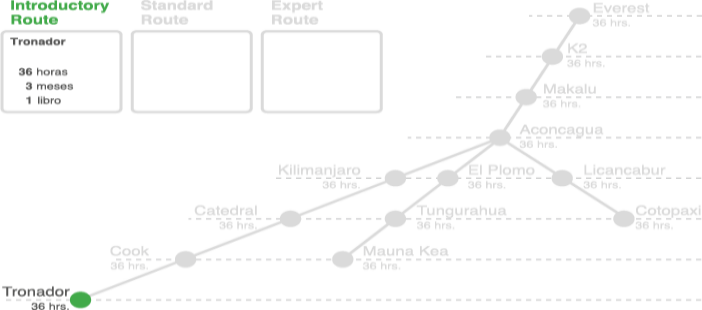 Introductory
Route
Standard
Route
Expert
Route
Tronador
36 horas
3 meses
1 libro
Everest
36 hrs.
K2
36 hrs.
Makalu
36 hrs.
Aconcagua
36 hrs.
Kilimanjaro
36 hrs.
El Plomo
36 hrs.
Licancabur
36 hrs.
Catedral
36 hrs.
Tungurahua
36 hrs.
Cotopaxi
36 hrs.
Cook
36 hrs.
Mauna Kea
36 hrs.
Tronador
36 hrs.